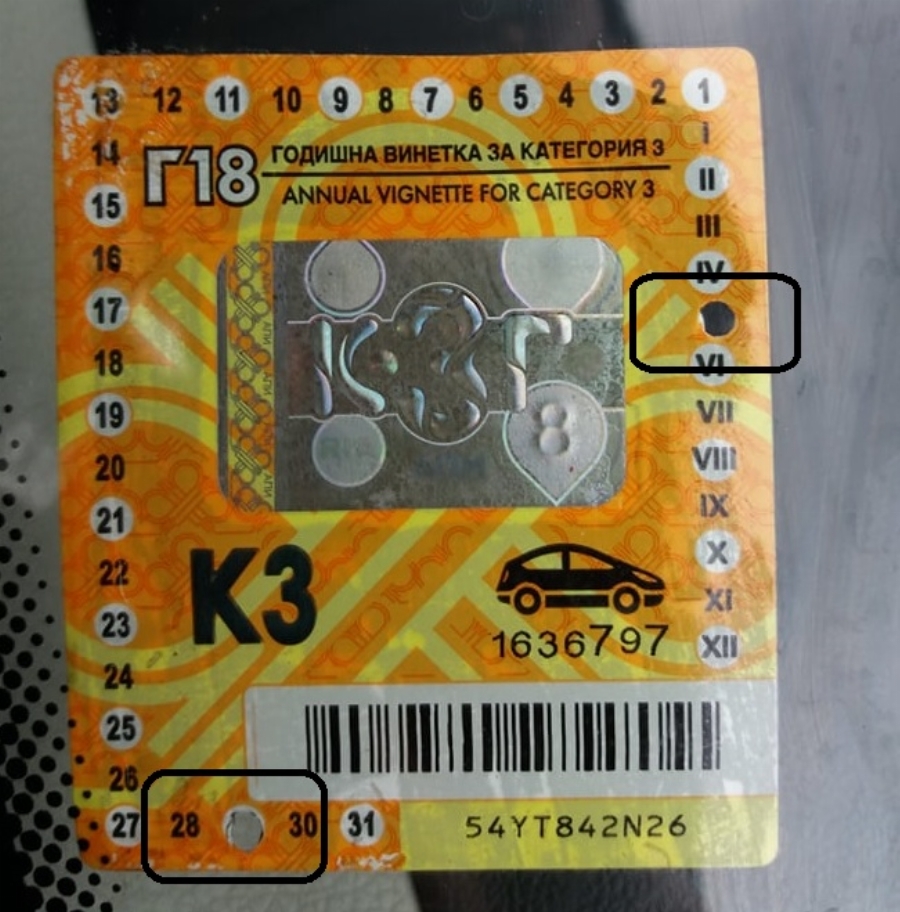 13 12 11 10 9 8 7 6 5 4 3 2 1
Г18
ГОДИШНА ВИНЕТКА ЗА КАТЕГОРИЯ 3
ANNUAL VIGNETTE FOR CATEGORY 3
14
15
16
17
18
19
20
21
22
23
24
25
26
27 28 30 31
I
II
III
IV
VI
VII
VIII
IX
X
XI
XII
К Г
8
K3
1636797
54YT842N26